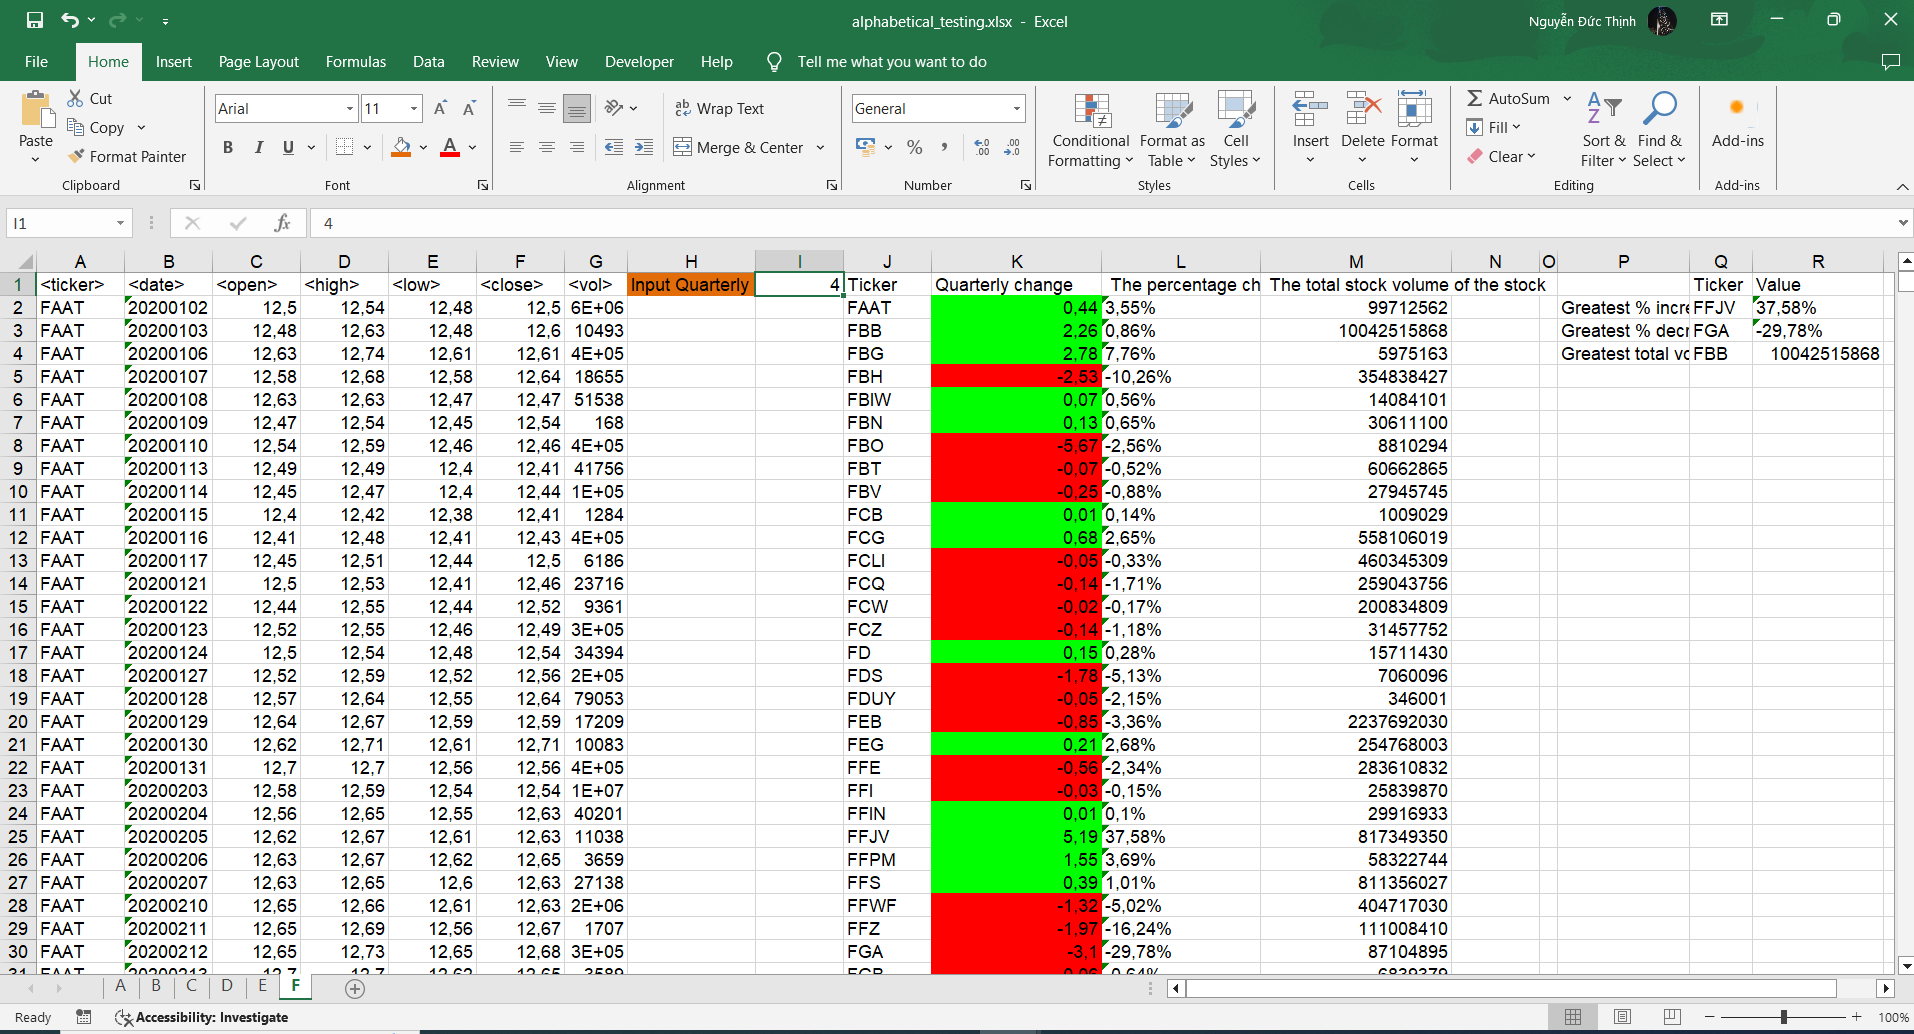 alphabetical_testing.xlsx - Excel
Nguyễn Đức Thịnh
File Home Insert Page Layout Formulas Data Review View Developer Help Tell me what you want to do
Paste Cut Copy Format Painter Clipboard
Arial 11 B I U A Font
Wrap Text Merge & Center Alignment
General % Number
Conditional Formatting Format as Table Cell Styles Styles
Insert Delete Format Cells
AutoSum Fill Clear Sort & Filter Find & Select Editing
Add-ins Add-ins
I1 fx 4
A B C D E F G H I J K L M N O P Q R
1 <ticker> <date> <open> <high> <low> <close> <vol> Input Quarterly 4 Ticker Quarterly change The percentage ch The total stock volume of the stock Ticker Value
2 FAAT 20200102 12,5 12,54 12,48 12,5 6E+06 FAAT 0,44 3,55% 99712562 Greatest % incre FFJV 37,58%
3 FAAT 20200103 12,48 12,63 12,48 12,6 10493 FBB 2,26 0,86% 10042515868 Greatest % decr FGA -29,78%
4 FAAT 20200106 12,63 12,74 12,61 12,61 4E+05 FBG 2,78 7,76% 5975163 Greatest total vo FBB 10042515868
5 FAAT 20200107 12,58 12,68 12,58 12,64 18655 FBH -2,53 -10,26% 354838427
6 FAAT 20200108 12,63 12,63 12,47 12,47 51538 FBIW 0,07 0,56% 14084101
7 FAAT 20200109 12,47 12,54 12,45 12,54 168 FBN 0,13 0,65% 30611100
8 FAAT 20200110 12,54 12,59 12,46 12,46 4E+05 FBO -5,67 -2,56% 8810294
9 FAAT 20200113 12,49 12,49 12,4 12,41 41756 FBT -0,07 -0,52% 60662865
10 FAAT 20200114 12,45 12,47 12,4 12,44 1E+05 FBV -0,25 -0,88% 27945745
11 FAAT 20200115 12,4 12,42 12,38 12,41 1284 FCB 0,01 0,14% 1009029
12 FAAT 20200116 12,41 12,48 12,41 12,43 4E+05 FCG 0,68 2,65% 558106019
13 FAAT 20200117 12,45 12,51 12,44 12,5 6186 FCLI -0,05 -0,33% 460345309
14 FAAT 20200121 12,5 12,53 12,41 12,46 23716 FCQ -0,14 -1,71% 259043756
15 FAAT 20200122 12,44 12,55 12,44 12,52 9361 FCW -0,02 -0,17% 200834809
16 FAAT 20200123 12,52 12,55 12,46 12,49 3E+05 FCZ -0,14 -1,18% 31457752
17 FAAT 20200124 12,5 12,54 12,48 12,54 34394 FD 0,15 0,28% 15711430
18 FAAT 20200127 12,52 12,59 12,52 12,56 2E+05 FDS -1,78 -5,13% 7060096
19 FAAT 20200128 12,57 12,64 12,55 12,64 79053 FDUY -0,05 -2,15% 346001
20 FAAT 20200129 12,64 12,67 12,59 12,59 17209 FEB -0,85 -3,36% 2237692030
21 FAAT 20200130 12,62 12,71 12,61 12,71 10083 FEG 0,21 2,68% 254768003
22 FAAT 20200131 12,7 12,7 12,56 12,56 4E+05 FFE -0,56 -2,34% 283610832
23 FAAT 20200203 12,58 12,59 12,54 12,54 1E+07 FFI -0,03 -0,15% 25839870
24 FAAT 20200204 12,56 12,65 12,55 12,63 40201 FFIN 0,01 0,1% 29916933
25 FAAT 20200205 12,62 12,67 12,61 12,63 11038 FFJV 5,19 37,58% 817349350
26 FAAT 20200206 12,63 12,67 12,62 12,65 3659 FFPM 1,55 3,69% 58322744
27 FAAT 20200207 12,63 12,65 12,6 12,63 27138 FFS 0,39 1,01% 811356027
28 FAAT 20200210 12,65 12,66 12,61 12,63 2E+06 FFWF -1,32 -5,02% 404717030
29 FAAT 20200211 12,65 12,69 12,56 12,67 1707 FFZ -1,97 -16,24% 111008410
30 FAAT 20200212 12,65 12,73 12,65 12,68 3E+05 FGA -3,1 -29,78% 87104895
A B C D E F
Ready Accessibility: Investigate 100%